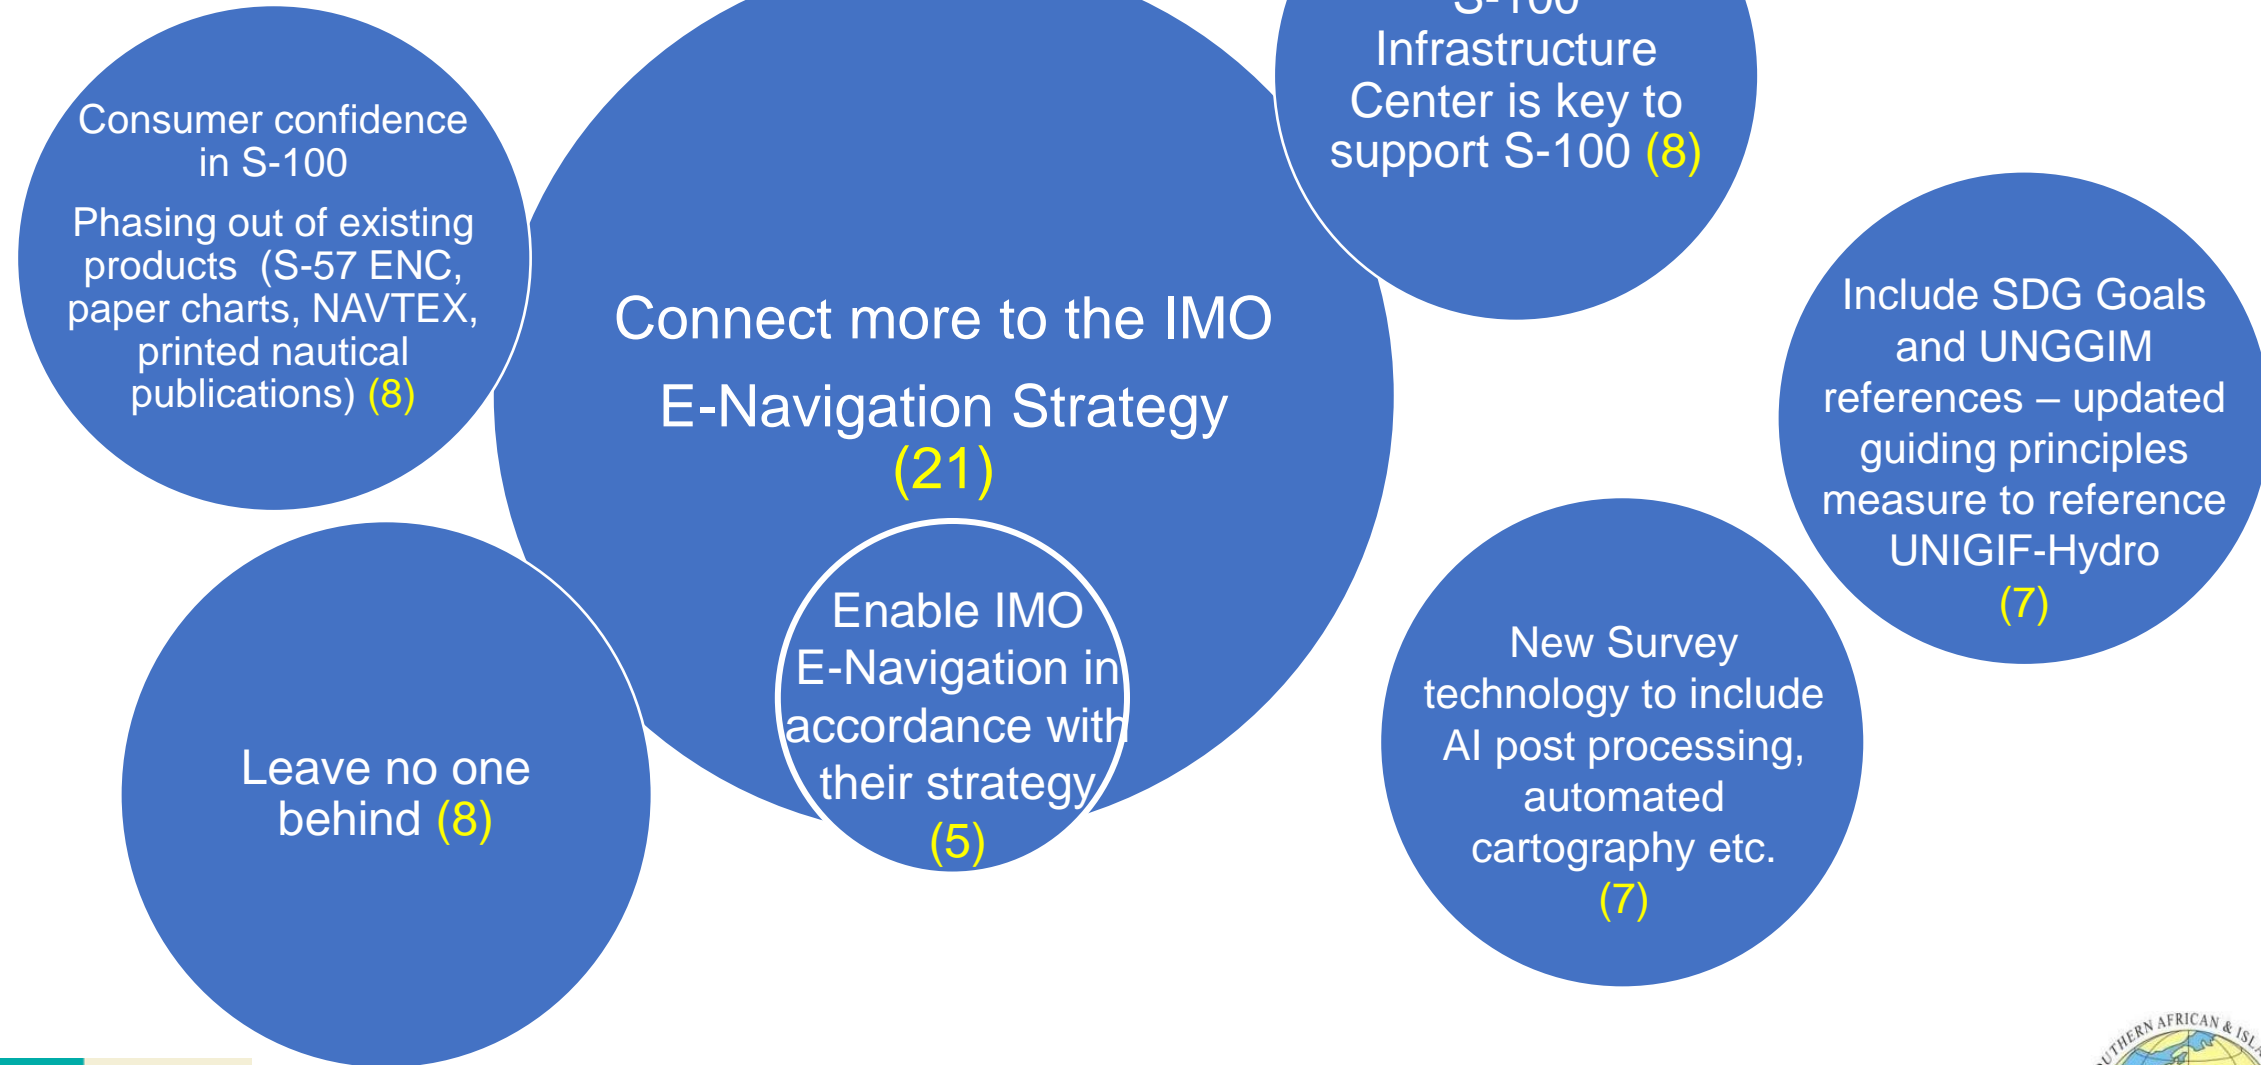 Consumer confidence
in S-100
Phasing out of existing
products (S-57 ENC,
paper charts, NAVTEX,
printed nautical
publications) (8)
Connect more to the IMO
E-Navigation Strategy
(21)
S-100
Infrastructure
Center is key to
support S-100 (8)
Include SDG Goals
and UNGGIM
references – updated
guiding principles
measure to reference
UNIGIF-Hydro
(7)
Enable IMO
E-Navigation in
accordance with
their strategy
(5)
New Survey
technology to include
AI post processing,
automated
cartography etc.
(7)
Leave no one
behind (8)
AFRICAN &